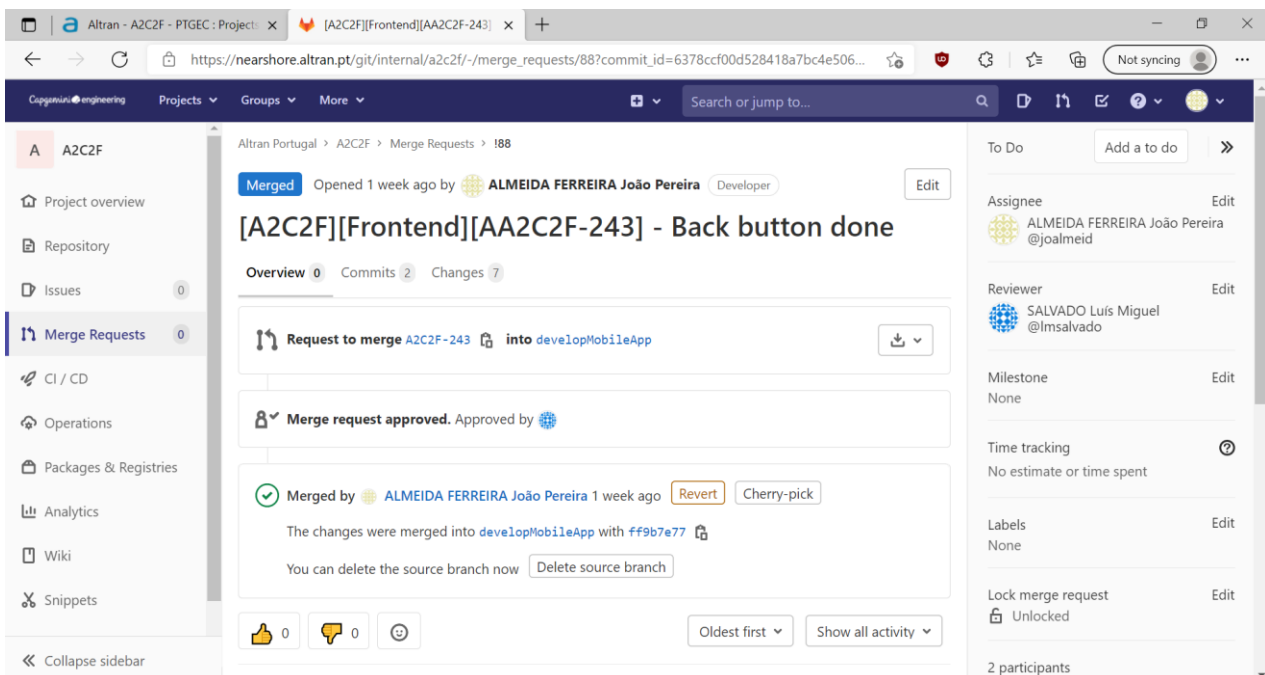 Altran - A2C2F - PTGEC : Projects
[A2C2F][Frontend][AA2C2F-243]
https://nearshore.altran.pt/git/internal/a2c2f/-/merge_requests/88?commit_id=6378ccf00d528418a7bc4e506...
Not syncing
Capgemini engineering
Projects
Groups
More
Search or jump to...
A A2C2F
Project overview
Repository
Issues 0
Merge Requests 0
CI / CD
Operations
Packages & Registries
Analytics
Wiki
Snippets
Collapse sidebar
Altran Portugal > A2C2F > Merge Requests > !88
Merged Opened 1 week ago by ALMEIDA FERREIRA João Pereira Developer Edit
[A2C2F][Frontend][AA2C2F-243] - Back button done
Overview 0 Commits 2 Changes 7
Request to merge A2C2F-243 into developMobileApp
Merge request approved. Approved by
Merged by ALMEIDA FERREIRA João Pereira 1 week ago Revert Cherry-pick
The changes were merged into developMobileApp with ff9b7e77
You can delete the source branch now Delete source branch
0 0
Oldest first Show all activity
To Do Add a to do
Assignee Edit
ALMEIDA FERREIRA João Pereira
@joalmeid
Reviewer Edit
SALVADO Luís Miguel
@lmsalvado
Milestone Edit
None
Time tracking
No estimate or time spent
Labels Edit
None
Lock merge request Edit
Unlocked
2 participants